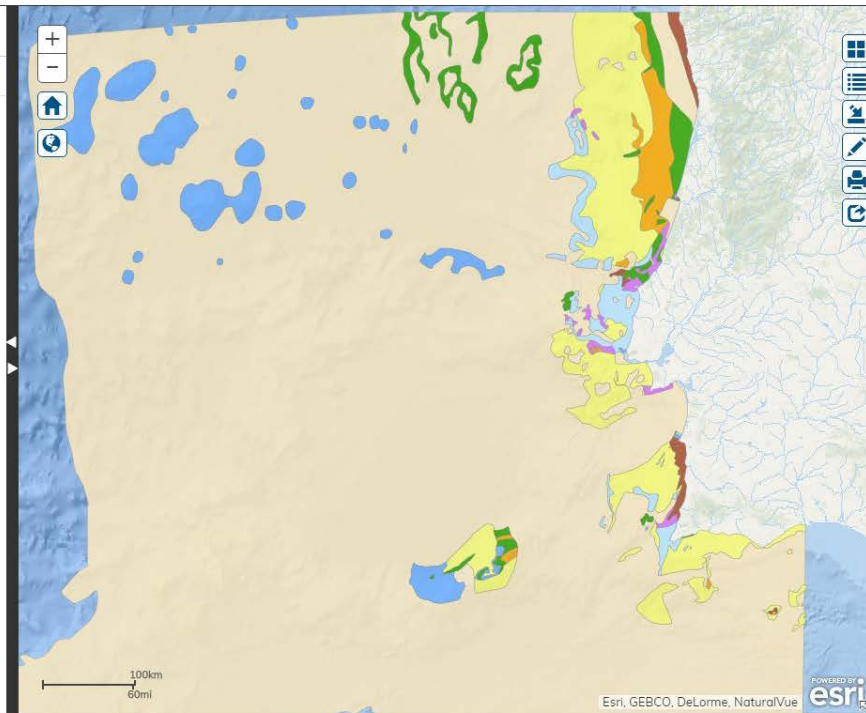 +
−
100km
60mi
Esri, GEBCO, DeLorme, NaturalVue
POWERED BY
esri